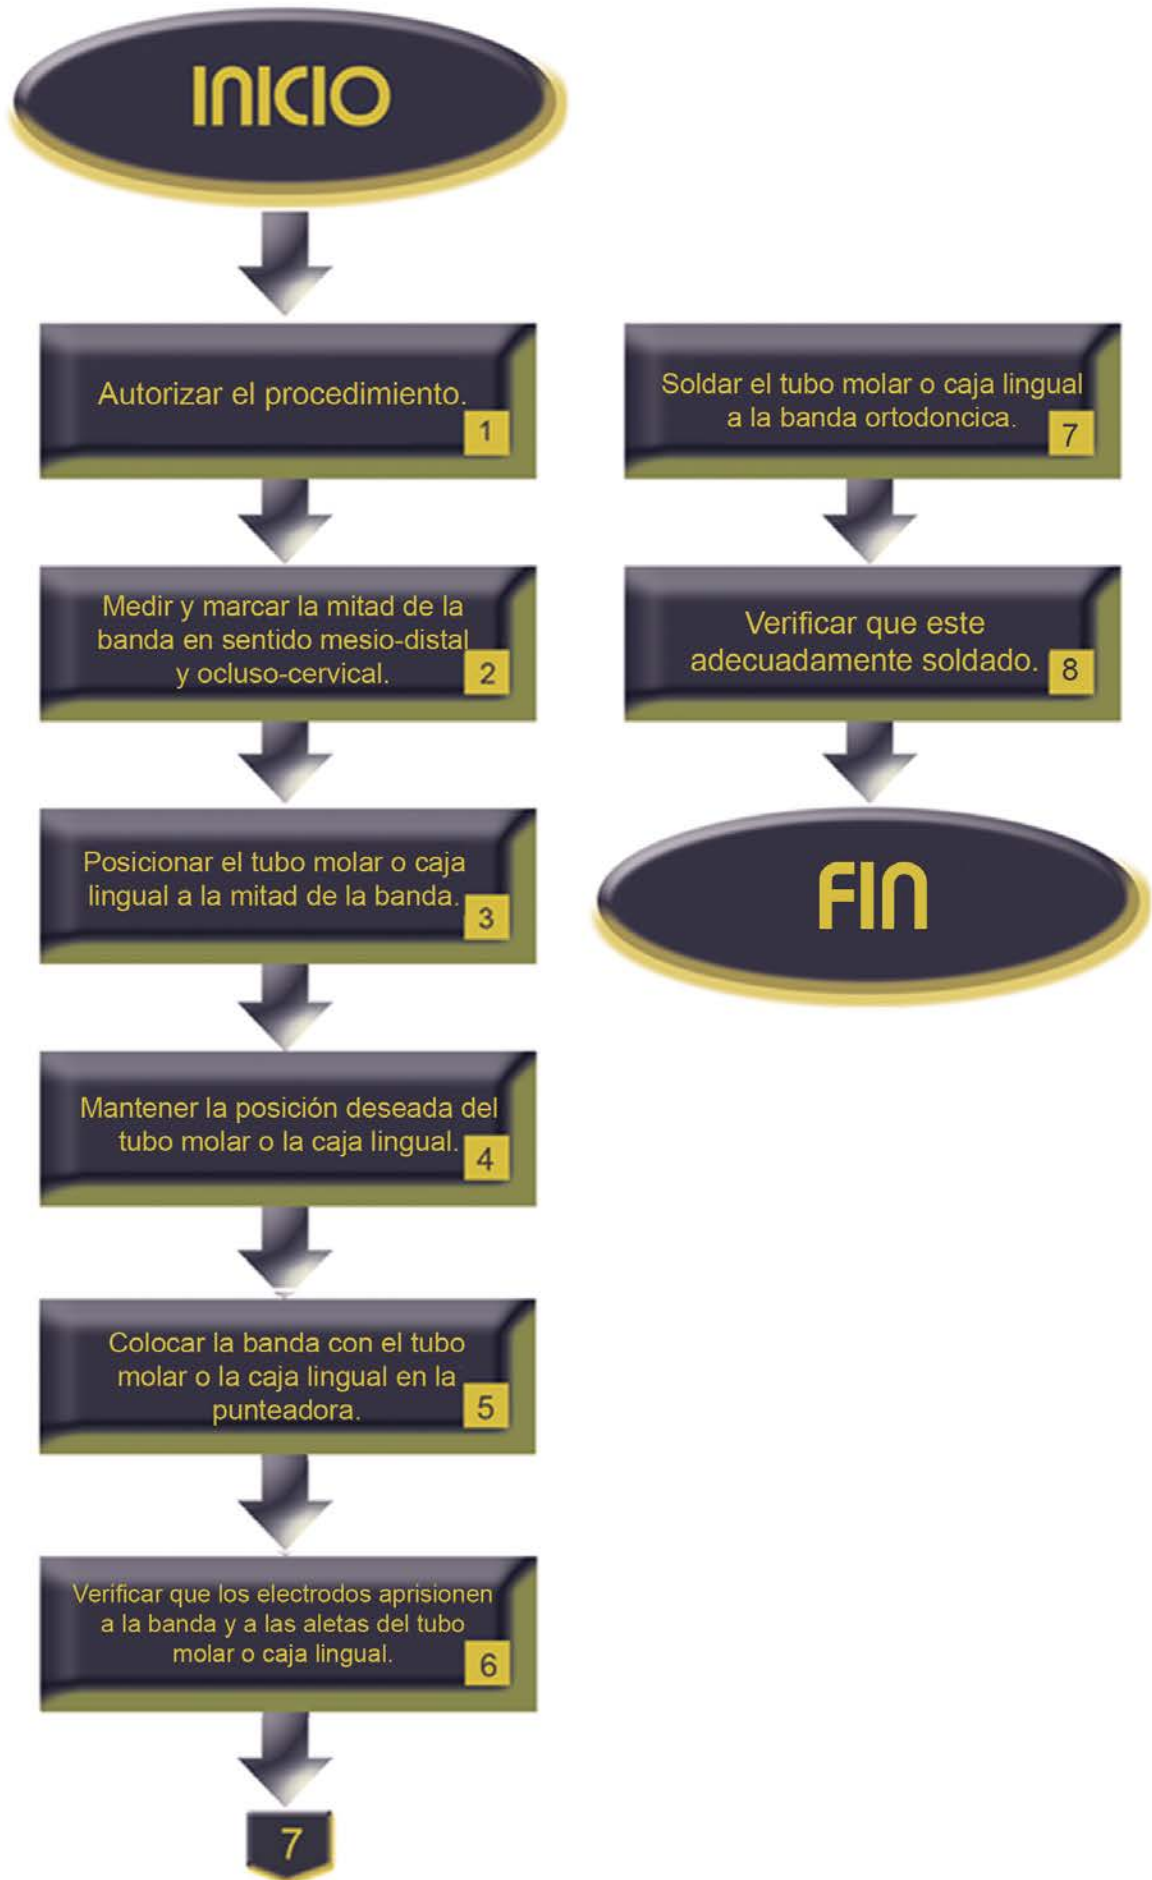 INICIO
Autorizar el procedimiento.
1
Medir y marcar la mitad de la
banda en sentido mesio-distal
y ocluso-cervical.
2
Posicionar el tubo molar o caja
lingual a la mitad de la banda.
3
Mantener la posición deseada del
tubo molar o la caja lingual.
4
Colocar la banda con el tubo
molar o la caja lingual en la
punteadora.
5
Verificar que los electrodos aprisionen
a la banda y a las aletas del tubo
molar o caja lingual.
6
7
Soldar el tubo molar o caja lingual
a la banda ortodoncica.
7
Verificar que este
adecuadamente soldado.
8
FIN